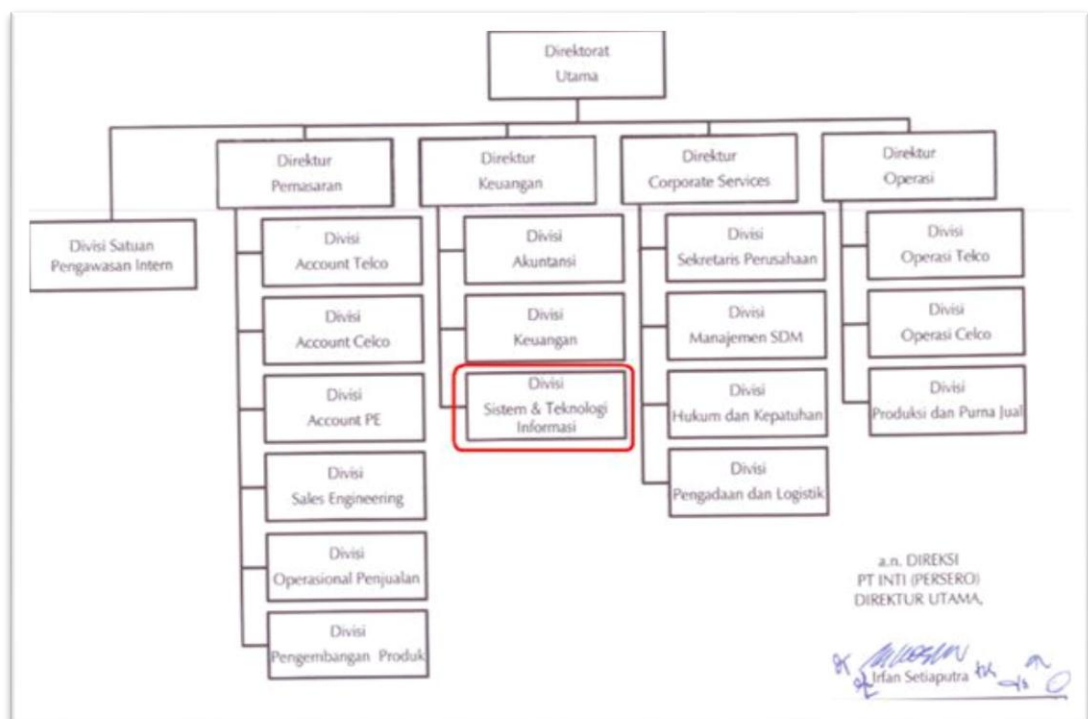 Direktorat
Utama
Direktur
Pemasaran
Direktur
Keuangan
Direktur
Corporate Services
Direktur
Operasi
Divisi Satuan
Pengawasan Intern
Divisi
Account Telco
Divisi
Account Celco
Divisi
Account PE
Divisi
Sales Engineering
Divisi
Operasional Penjualan
Divisi
Pengembangan Produk
Divisi
Akuntansi
Divisi
Keuangan
Divisi
Sistem & Teknologi
Informasi
Divisi
Sekretaris Perusahaan
Divisi
Manajemen SDM
Divisi
Hukum dan Kepatuhan
Divisi
Pengadaan dan Logistik
Divisi
Operasi Telco
Divisi
Operasi Celco
Divisi
Produksi dan Purna Jual
a.n. DIREKSI
PT INTI (PERSERO)
DIREKTUR UTAMA,
Irfan Setiaputra